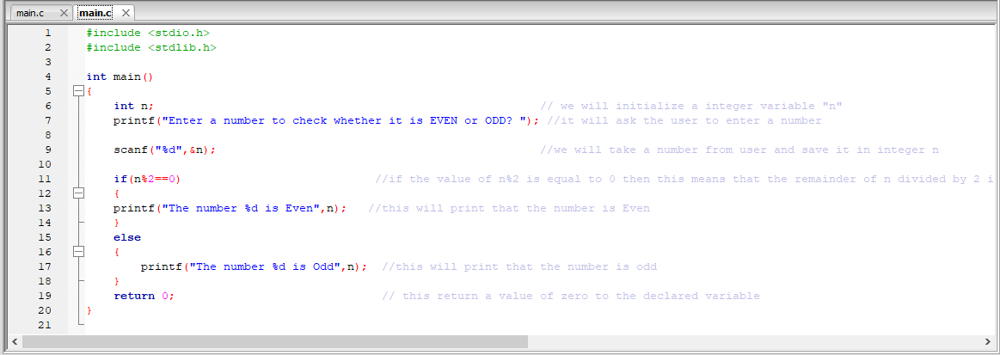 main.c main.c
1 #include <stdio.h>
2 #include <stdlib.h>
3
4 int main()
5 {
6 int n; // we will initialize a integer variable "n"
7 printf("Enter a number to check whether it is EVEN or ODD? "); //it will ask the user to enter a number
8
9 scanf("%d",&n); //we will take a number from user and save it in integer n
10
11 if(n%2==0) //if the value of n%2 is equal to 0 then this means that the remainder of n divided by 2 i
12 {
13 printf("The number %d is Even",n); //this will print that the number is Even
14 }
15 else
16 {
17 printf("The number %d is Odd",n); //this will print that the number is odd
18 }
19 return 0; // this return a value of zero to the declared variable
20 }
21